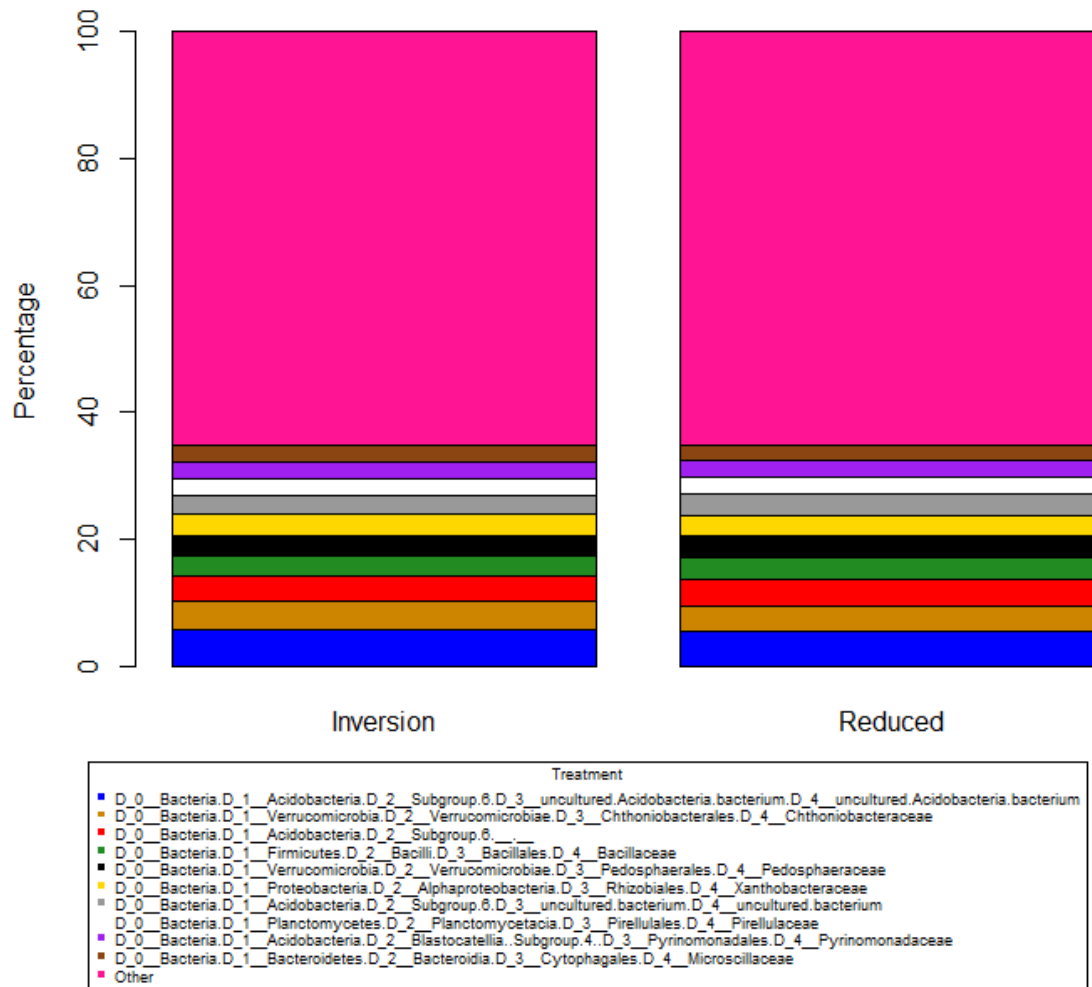 100
80
60
40
20
0
Percentage
Inversion
Reduced
Treatment
D_0__Bacteria.D_1__Acidobacteria.D_2__Subgroup.6.D_3__uncultured.Acidobacteria.bacterium.D_4__uncultured.Acidobacteria.bacterium
D_0__Bacteria.D_1__Verrucomicrobia.D_2__Verrucomicrobiae.D_3__Chthoniobacterales.D_4__Chthoniobacteraceae
D_0__Bacteria.D_1__Acidobacteria.D_2__Subgroup.6.__.__
D_0__Bacteria.D_1__Firmicutes.D_2__Bacilli.D_3__Bacillales.D_4__Bacillaceae
D_0__Bacteria.D_1__Verrucomicrobia.D_2__Verrucomicrobiae.D_3__Pedosphaerales.D_4__Pedosphaeraceae
D_0__Bacteria.D_1__Proteobacteria.D_2__Alphaproteobacteria.D_3__Rhizobiales.D_4__Xanthobacteraceae
D_0__Bacteria.D_1__Acidobacteria.D_2__Subgroup.6.D_3__uncultured.bacterium.D_4__uncultured.bacterium
D_0__Bacteria.D_1__Planctomycetes.D_2__Planctomycetacia.D_3__Pirellulales.D_4__Pirellulaceae
D_0__Bacteria.D_1__Acidobacteria.D_2__Blastocatellia..Subgroup.4..D_3__Pyrinomonadales.D_4__Pyrinomonadaceae
D_0__Bacteria.D_1__Bacteroidetes.D_2__Bacteroidia.D_3__Cytophagales.D_4__Microscillaceae
Other